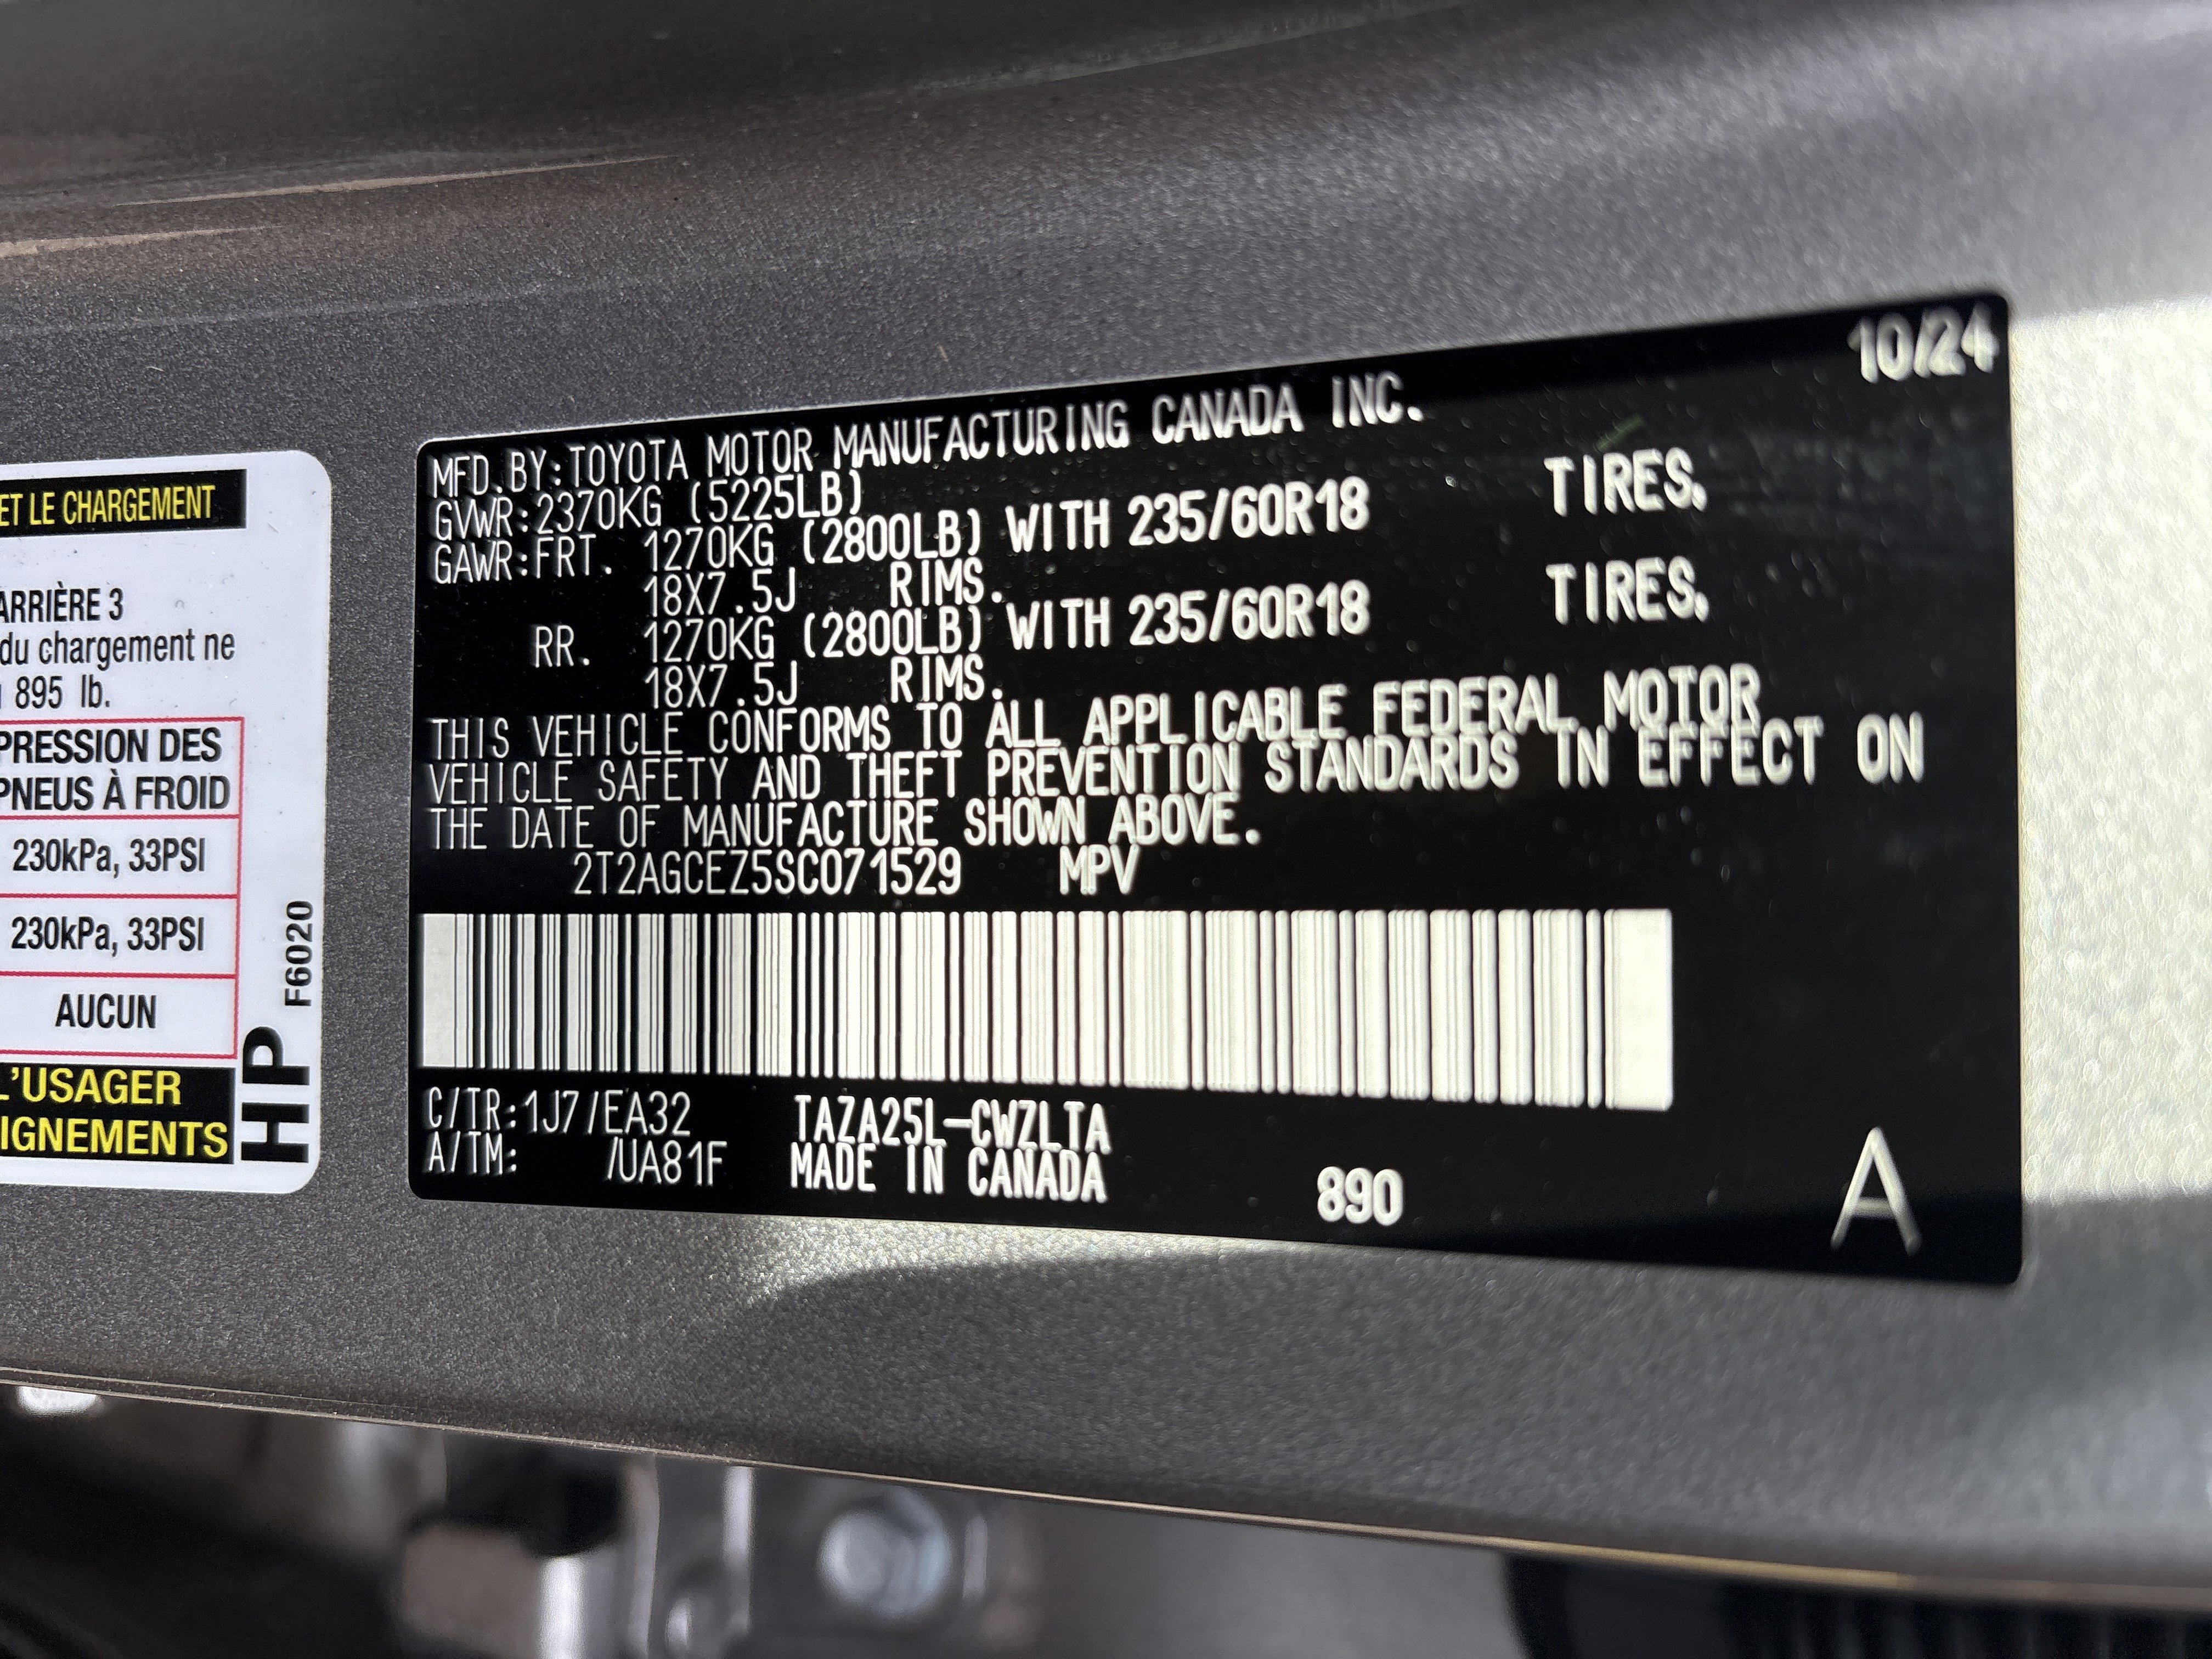 ET LE CHARGEMENT
ARRIÈRE 3
du chargement ne
895 lb.
PRESSION DES
PNEUS À FROID
230kPa, 33PSI
230kPa, 33PSI
AUCUN
L'USAGER
IGNEMENTS
HP F6020
10/24
MFD.BY:TOYOTA MOTOR MANUFACTURING CANADA INC.
GVWR:2370KG (5225LB)
GAWR:FRT. 1270KG (2800LB) WITH 235/60R18 TIRES.
18X7.5J RIMS.
RR. 1270KG (2800LB) WITH 235/60R18 TIRES.
18X7.5J RIMS.
THIS VEHICLE CONFORMS TO ALL APPLICABLE FEDERAL MOTOR
VEHICLE SAFETY AND THEFT PREVENTION STANDARDS IN EFFECT ON
THE DATE OF MANUFACTURE SHOWN ABOVE.
2T2AGCEZ5SC071529 MPV
C/TR:1J7/EA32 TAZA25L-CWZLTA
A/TM: /UA81F MADE IN CANADA
890
A